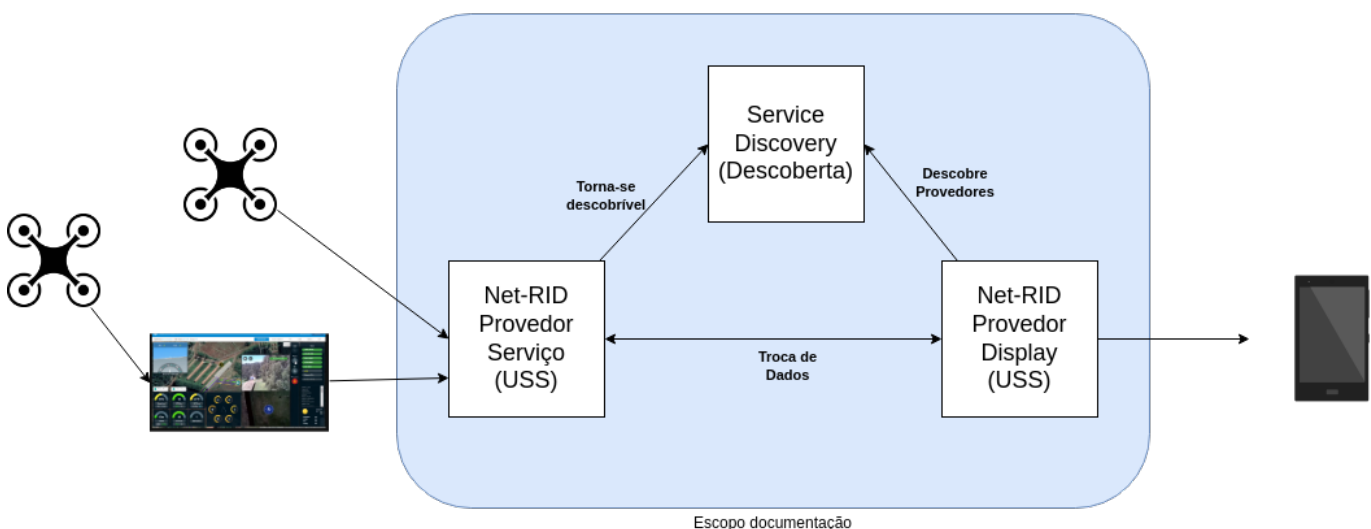 Service
Discovery
(Descoberta)
Torna-se
descobrível
Descobre
Provedores
Net-RID
Provedor
Serviço
(USS)
Troca de
Dados
Net-RID
Provedor
Display
(USS)
Escopo documentação